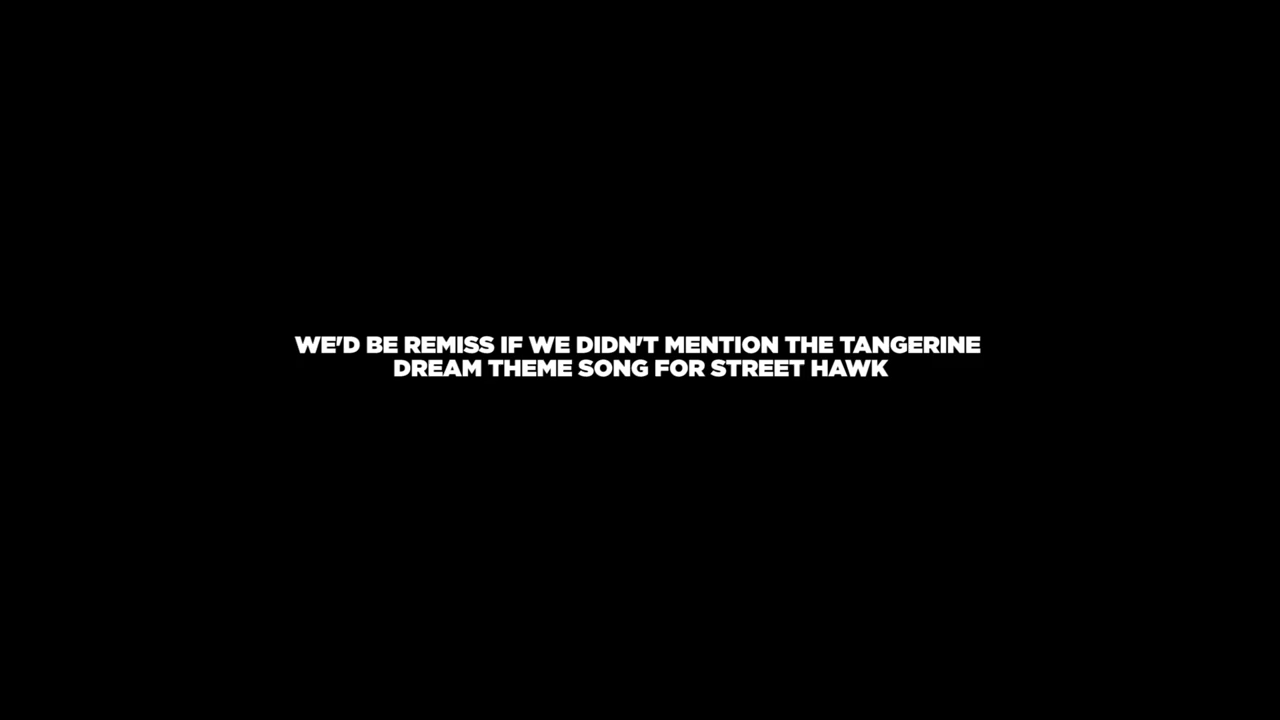 WE'D BE REMISS IF WE DIDN'T MENTION THE TANGERINE
DREAM THEME SONG FOR STREET HAWK